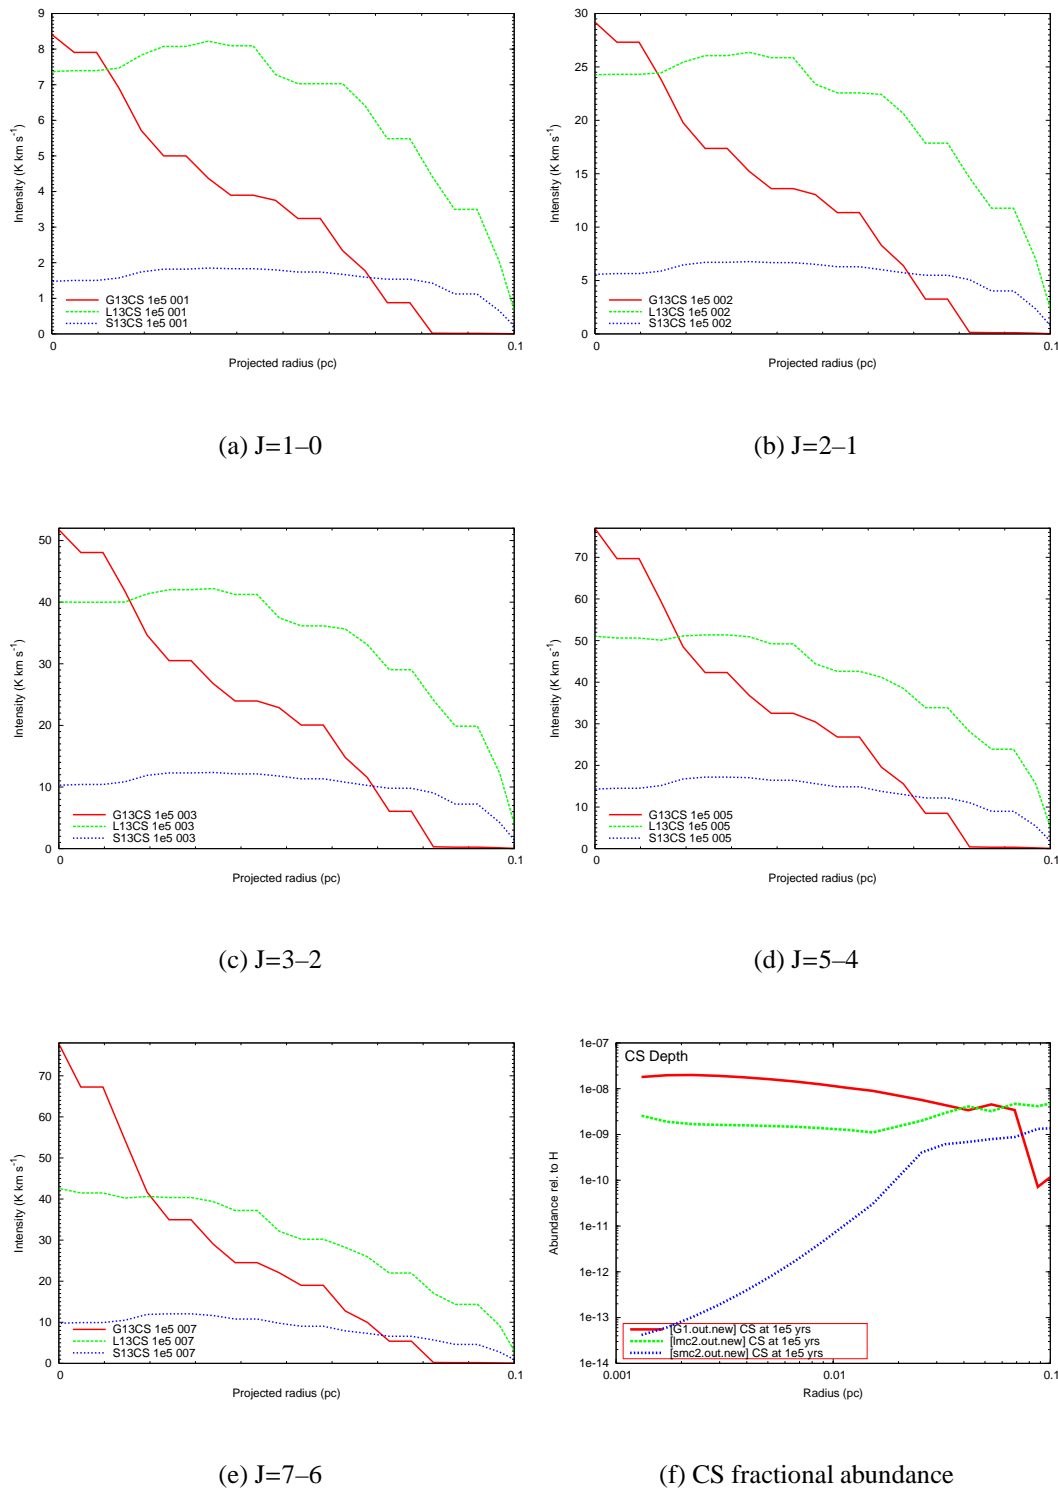 9
8
7
6
5
4
3
2
1
0
Intensity (K km s-1)
G13CS 1e5 001
L13CS 1e5 001
S13CS 1e5 001
0
0.1
Projected radius (pc)
(a) J=1–0
30
25
20
15
10
5
0
Intensity (K km s-1)
G13CS 1e5 002
L13CS 1e5 002
S13CS 1e5 002
0
0.1
Projected radius (pc)
(b) J=2–1
50
40
30
20
10
0
Intensity (K km s-1)
G13CS 1e5 003
L13CS 1e5 003
S13CS 1e5 003
0
0.1
Projected radius (pc)
(c) J=3–2
70
60
50
40
30
20
10
0
Intensity (K km s-1)
G13CS 1e5 005
L13CS 1e5 005
S13CS 1e5 005
0
0.1
Projected radius (pc)
(d) J=5–4
70
60
50
40
30
20
10
0
Intensity (K km s-1)
G13CS 1e5 007
L13CS 1e5 007
S13CS 1e5 007
0
0.1
Projected radius (pc)
(e) J=7–6
CS Depth
1e-07
1e-08
1e-09
1e-10
1e-11
1e-12
1e-13
1e-14
Abundance rel. to H
[G1.out.new] CS at 1e5 yrs
[lmc2.out.new] CS at 1e5 yrs
[smc2.out.new] CS at 1e5 yrs
0.001
0.01
0.1
Radius (pc)
(f) CS fractional abundance